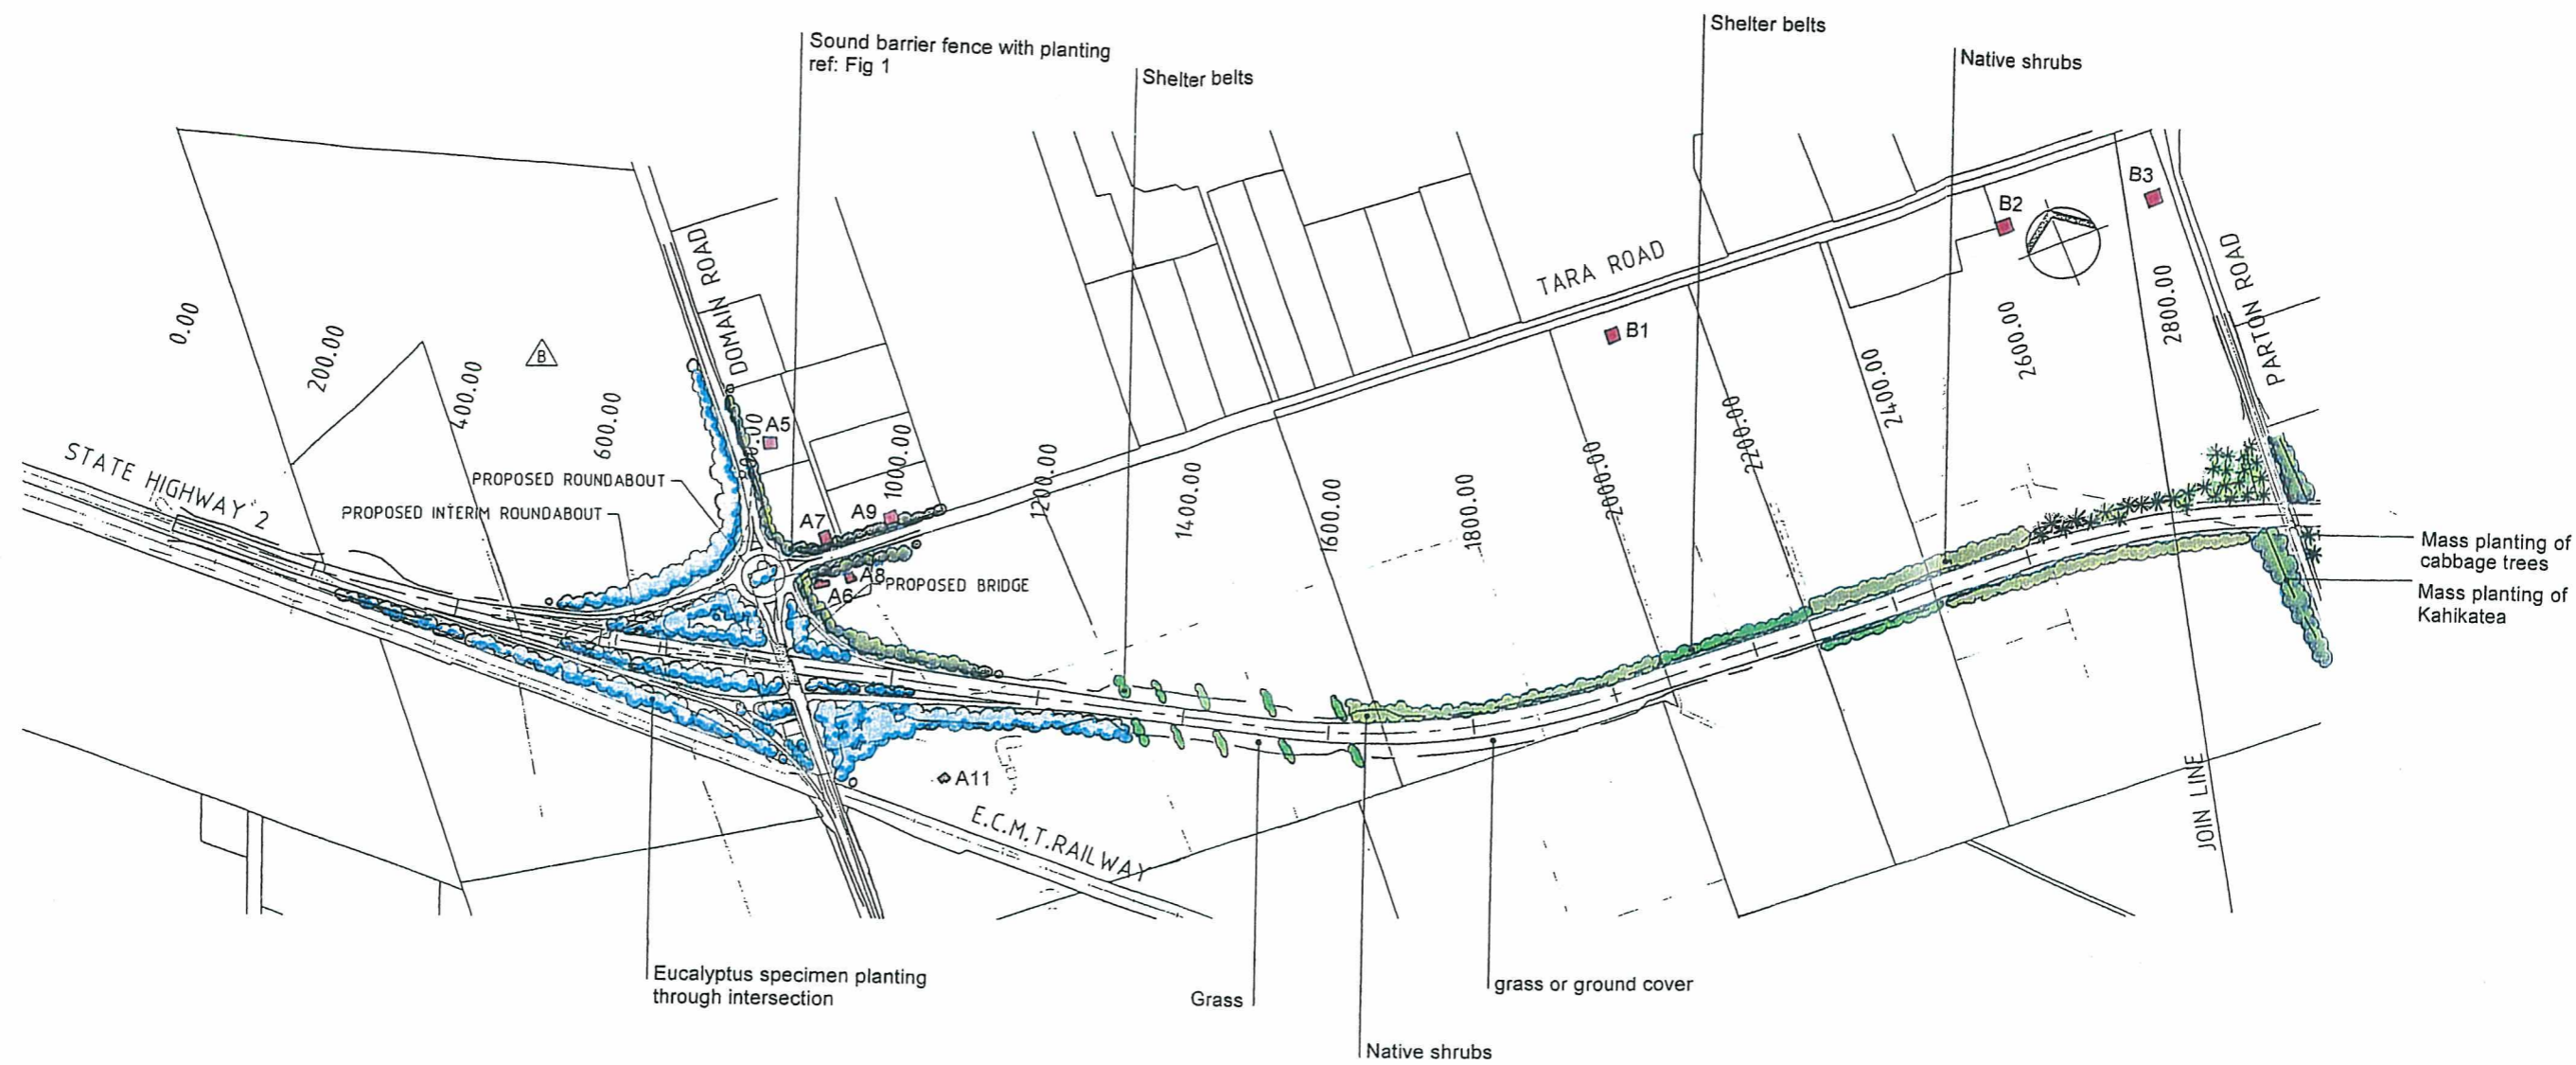 Shelter belts
Sound barrier fence with planting
ref: Fig 1
Native shrubs
Shelter belts
B3
B2
DOMAIN ROAD
TARA ROAD
PARTON ROAD
B1
0.00
200.00
400.00
600.00
B
A5
1000.00
1200.00
1400.00
1600.00
1800.00
2000.00
2200.00
2400.00
2600.00
2800.00
STATE HIGHWAY 2
PROPOSED ROUNDABOUT
PROPOSED INTERIM ROUNDABOUT
A7
A9
A8
PROPOSED BRIDGE
A6
Mass planting of
cabbage trees
Mass planting of
Kahikatea
A11
E.C.M.T.RAILWAY
JOIN LINE
Eucalyptus specimen planting
through intersection
Grass
grass or ground cover
Native shrubs